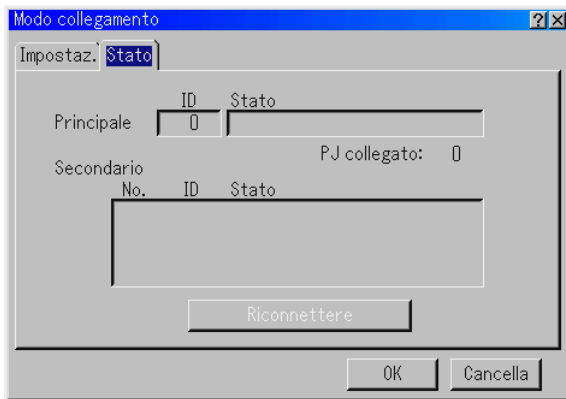 Modo collegamento ? ×
Impostaz. Stato
ID Stato
Principale 0
PJ collegato: 0
Secondario
No. ID Stato
Riconnettere
OK Cancella